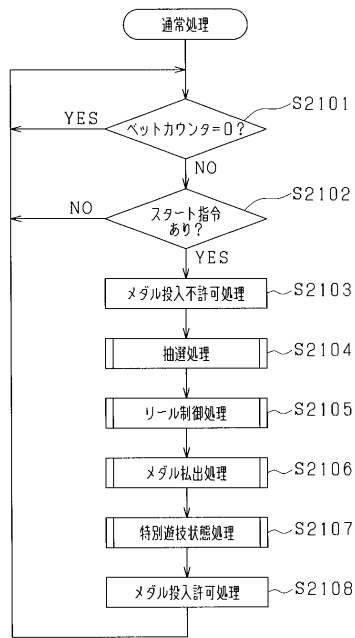 通常処理
S2101
ベットカウンタ=0?
YES
NO
S2102
スタート指令
あり?
NO
YES
メダル投入不許可処理
S2103
抽選処理
S2104
リール制御処理
S2105
メダル払出処理
S2106
特別遊技状態処理
S2107
メダル投入許可処理
S2108